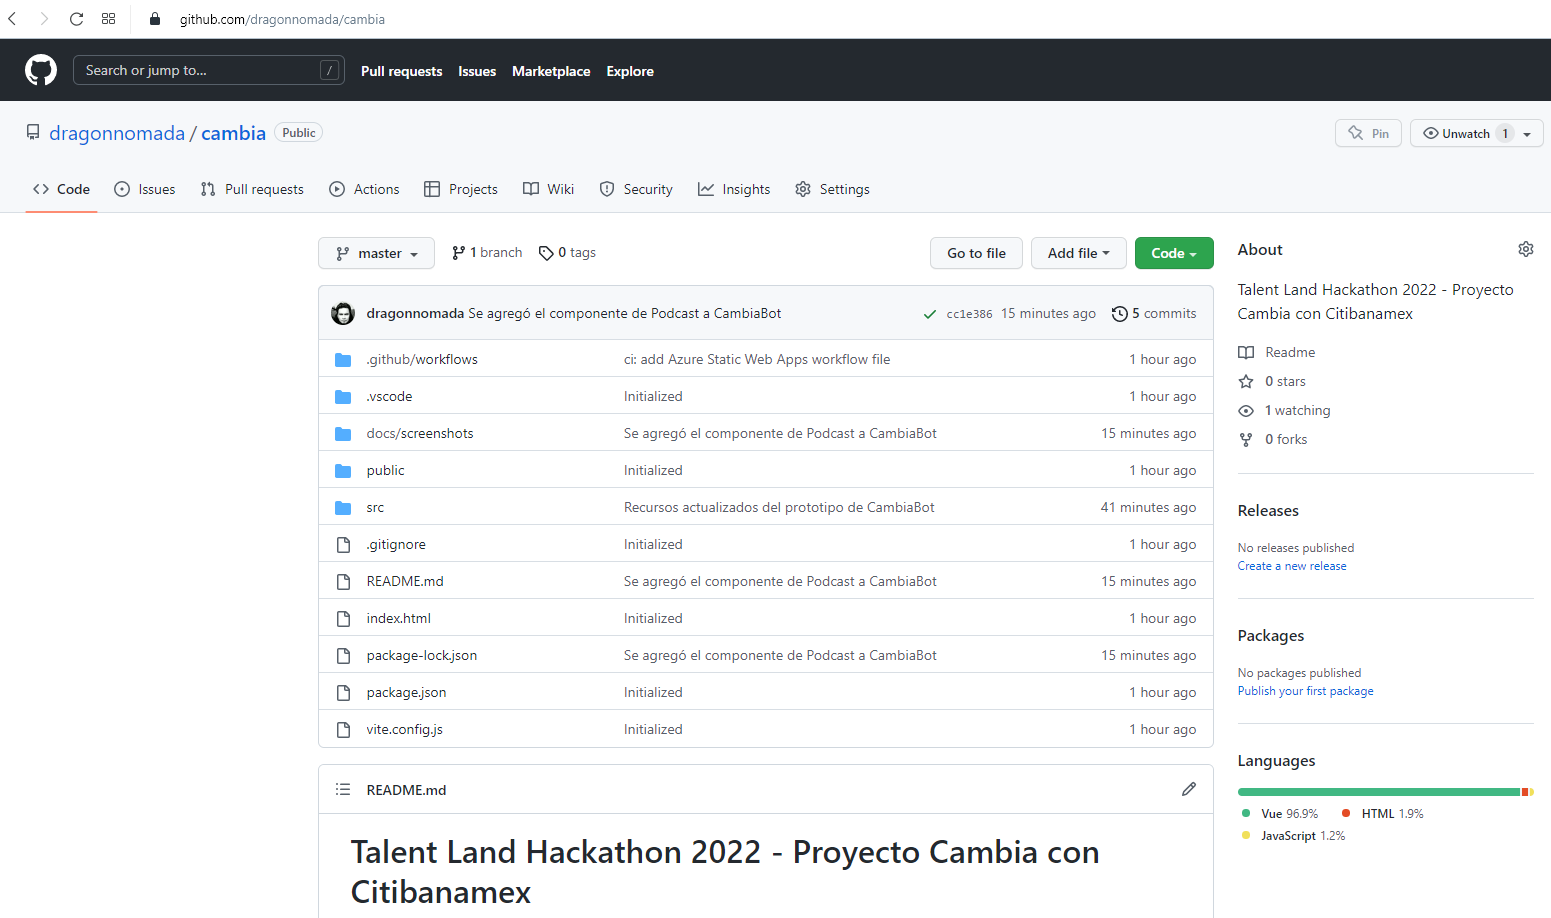 github.com/dragonnomada/cambia
Search or jump to... /
Pull requests Issues Marketplace Explore
dragonnomada / cambia Public
Pin Unwatch 1
Code Issues Pull requests Actions Projects Wiki Security Insights Settings
master 1 branch 0 tags Go to file Add file Code
dragonnomada Se agregó el componente de Podcast a CambiaBot cc1e386 15 minutes ago 5 commits
.github/workflows ci: add Azure Static Web Apps workflow file 1 hour ago
.vscode Initialized 1 hour ago
docs/screenshots Se agregó el componente de Podcast a CambiaBot 15 minutes ago
public Initialized 1 hour ago
src Recursos actualizados del prototipo de CambiaBot 41 minutes ago
.gitignore Initialized 1 hour ago
README.md Se agregó el componente de Podcast a CambiaBot 15 minutes ago
index.html Initialized 1 hour ago
package-lock.json Se agregó el componente de Podcast a CambiaBot 15 minutes ago
package.json Initialized 1 hour ago
vite.config.js Initialized 1 hour ago
README.md
Talent Land Hackathon 2022 - Proyecto Cambia con
Citibanamex
About
Talent Land Hackathon 2022 - Proyecto
Cambia con Citibanamex
Readme
0 stars
1 watching
0 forks
Releases
No releases published
Create a new release
Packages
No packages published
Publish your first package
Languages
Vue 96.9% HTML 1.9%
JavaScript 1.2%